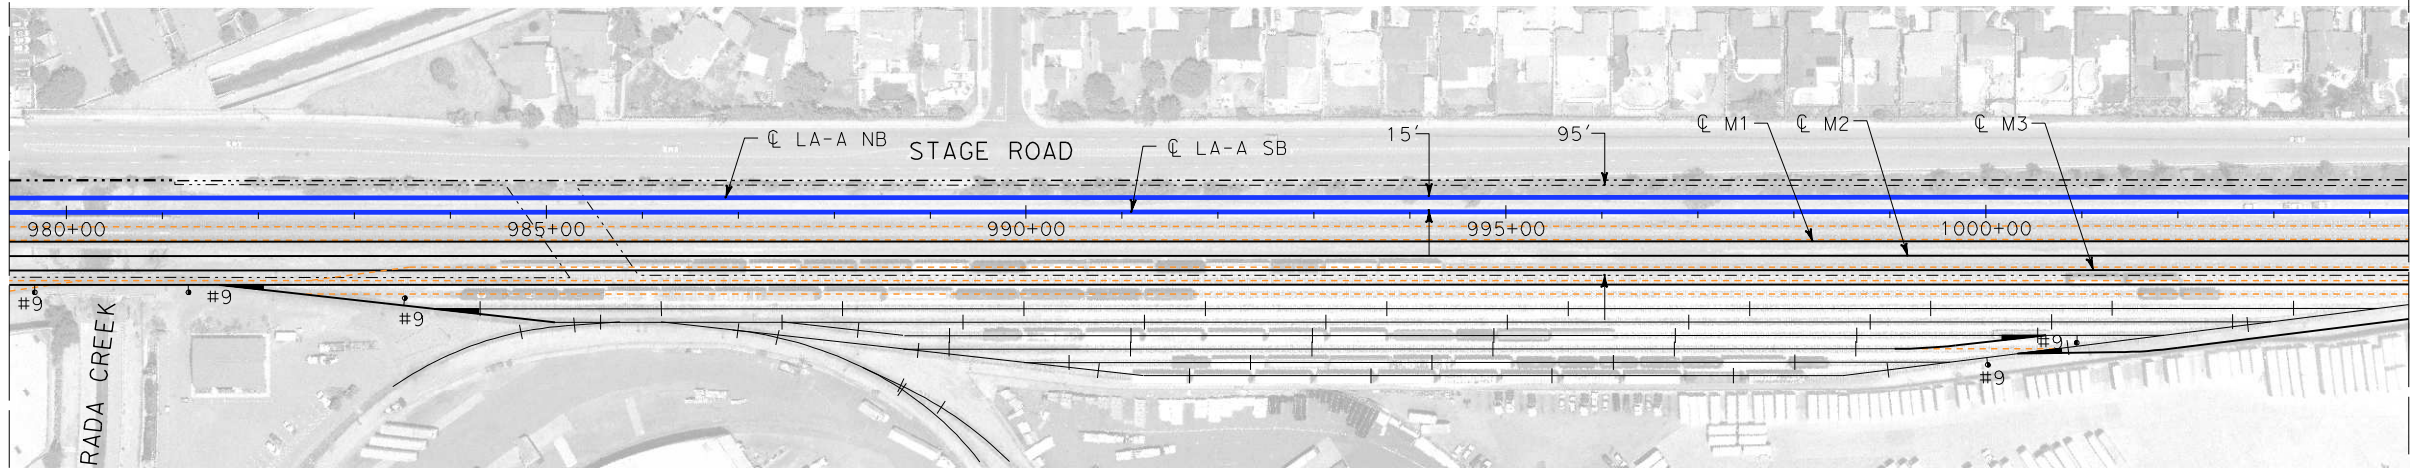 ℄ LA-A NB
STAGE ROAD
℄ LA-A SB
15'
95'
℄ M1
℄ M2
℄ M3
980+00
985+00
990+00
995+00
1000+00
#9
#9
#9
#9
#9
RADA CREEK